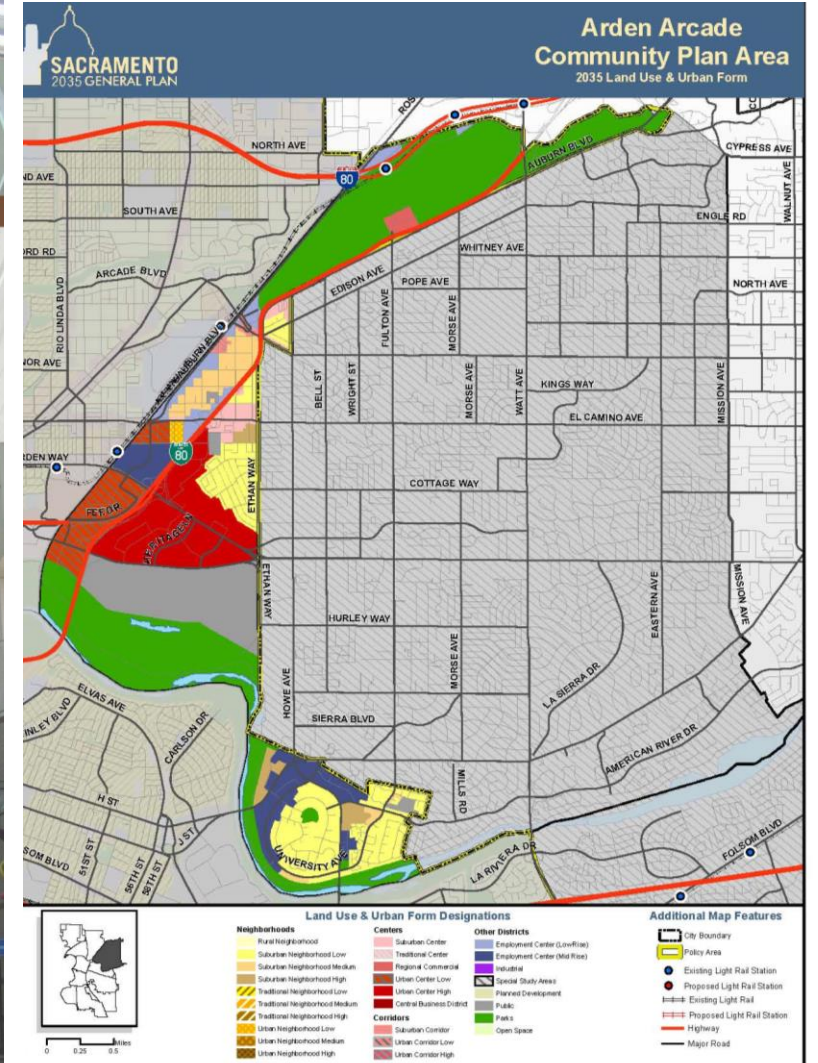 SACRAMENTO
2035 GENERAL PLAN
Arden Arcade
Community Plan Area
2035 Land Use & Urban Form
NORTH AVE
80
CYPRESS AVE
AUBURN BLVD
WALNUT AVE
SOUTH AVE
ENGLE RD
WHITNEY AVE
ARCADE BLVD
EDISON AVE
POPE AVE
NORTH AVE
RIO LINDA BLVD
FULTON AVE
MORSE AVE
BELL ST
WRIGHT ST
MORSE AVE
WATT AVE
KINGS WAY
MISSION AVE
EL CAMINO AVE
80
ETHAN WAY
COTTAGE WAY
ETHAN WAY
HURLEY WAY
EASTERN AVE
MISSION AVE
HOWE AVE
MORSE AVE
LA SIERRA DR
ELVAS AVE
CARLSON DR
SIERRA BLVD
AMERICAN RIVER DR
H ST
MILLS RD
J ST
UNIVERSITY AVE
LA RIVIERA DR
FOLSOM BLVD
51ST ST
56TH ST
58TH ST
Land Use & Urban Form Designations
Neighborhoods
Rural Neighborhood
Suburban Neighborhood Low
Suburban Neighborhood Medium
Suburban Neighborhood High
Traditional Neighborhood Low
Traditional Neighborhood Medium
Traditional Neighborhood High
Urban Neighborhood Low
Urban Neighborhood Medium
Urban Neighborhood High
Centers
Suburban Center
Traditional Center
Regional Commercial
Urban Center Low
Urban Center High
Central Business District
Corridors
Suburban Corridor
Urban Corridor Low
Urban Corridor High
Other Districts
Employment Center (LowRise)
Employment Center (Mid Rise)
Industrial
Special Study Areas
Planned Development
Public
Parks
Open Space
Additional Map Features
City Boundary
Policy Area
Existing Light Rail Station
Proposed Light Rail Station
Existing Light Rail
Proposed Light Rail Station
Highway
Major Road
0 0.25 0.5
Miles